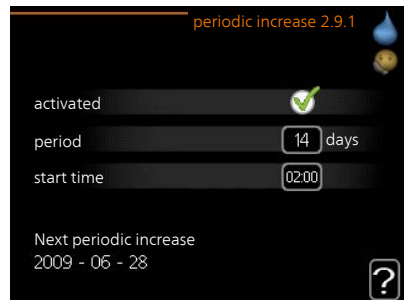 periodic increase 2.9.1
activated
period 14 days
start time 02:00
Next periodic increase
2009 - 06 - 28
?